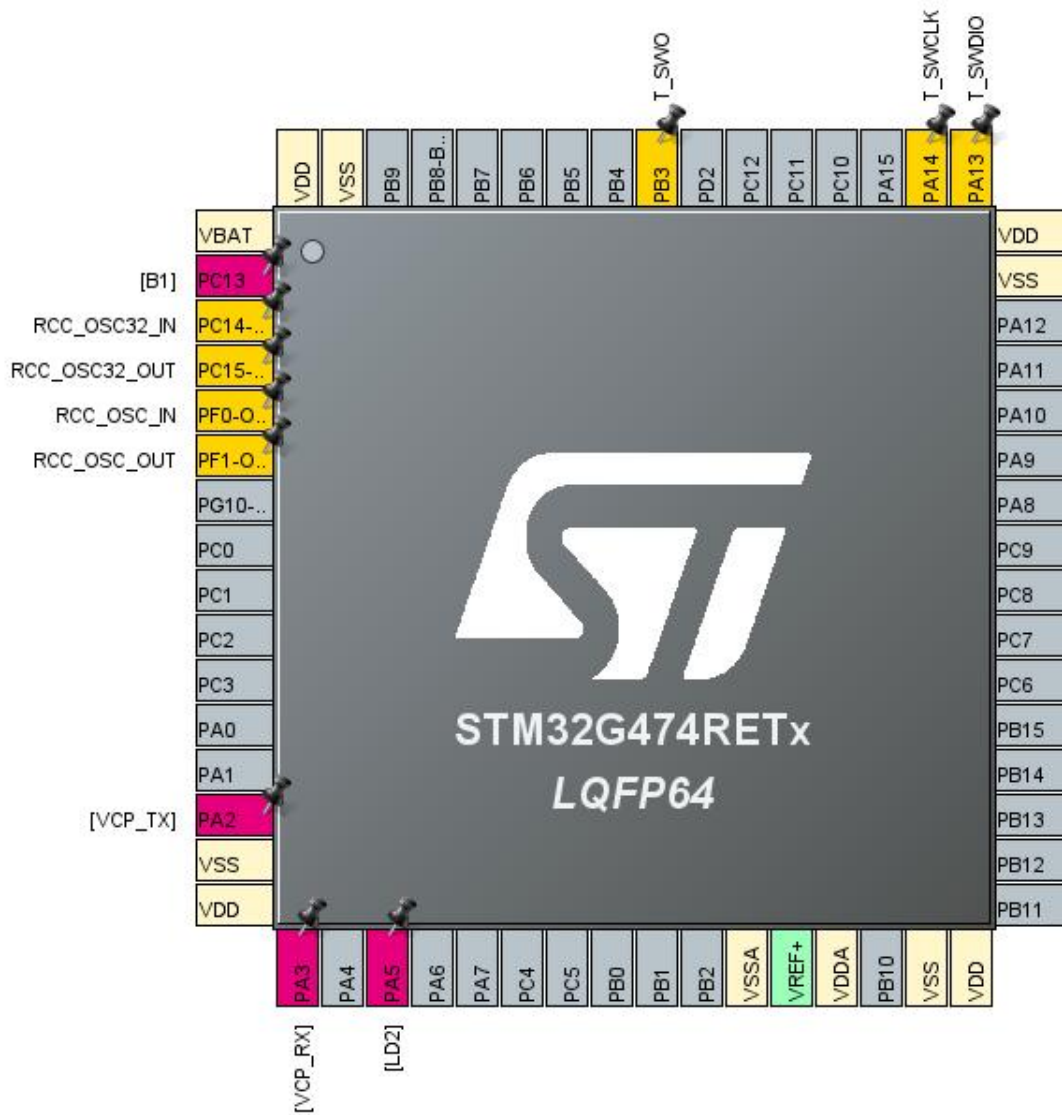 T_SWO
T_SWCLK
T_SWDIO
VDD
VSS
PB9
PB8-B..
PB7
PB6
PB5
PB4
PB3
PD2
PC12
PC11
PC10
PA15
PA14
PA13
VBAT
[B1] PC13
RCC_OSC32_IN PC14-..
RCC_OSC32_OUT PC15-..
RCC_OSC_IN PF0-O..
RCC_OSC_OUT PF1-O..
PG10-..
PC0
PC1
PC2
PC3
PA0
PA1
[VCP_TX] PA2
VSS
VDD
VDD
VSS
PA12
PA11
PA10
PA9
PA8
PC9
PC8
PC7
PC6
PB15
PB14
PB13
PB12
PB11
ST
STM32G474RETx
LQFP64
PA3
PA4
PA5
PA6
PA7
PC4
PC5
PB0
PB1
PB2
VSSA
VREF+
VDDA
PB10
VSS
VDD
[VCP_RX]
[LD2]